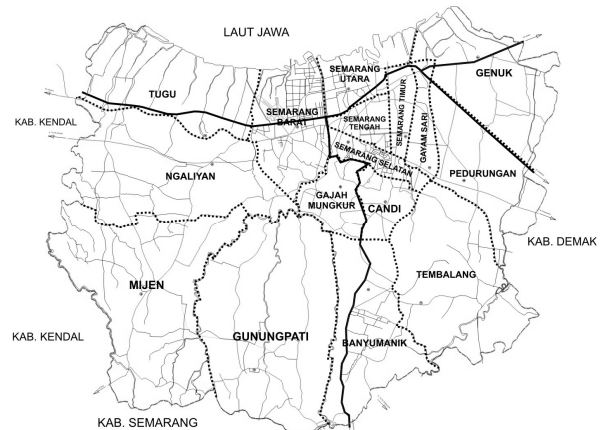 LAUT JAWA
SEMARANG
UTARA
GENUK
TUGU
KAB. KENDAL
SEMARANG
BARAT
SEMARANG
TENGAH
SEMARANG TIMUR
GAYAM SARI
SEMARANG SELATAN
NGALIYAN
PEDURUNGAN
GAJAH
MUNGKUR
CANDI
KAB. DEMAK
MIJEN
TEMBALANG
KAB. KENDAL
GUNUNGPATI
BANYUMANIK
KAB. SEMARANG